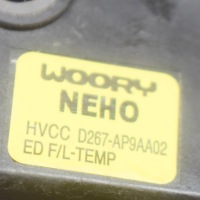 WOORY
NEHO
HVCC D267-AP9AA02
ED F/L-TEMP